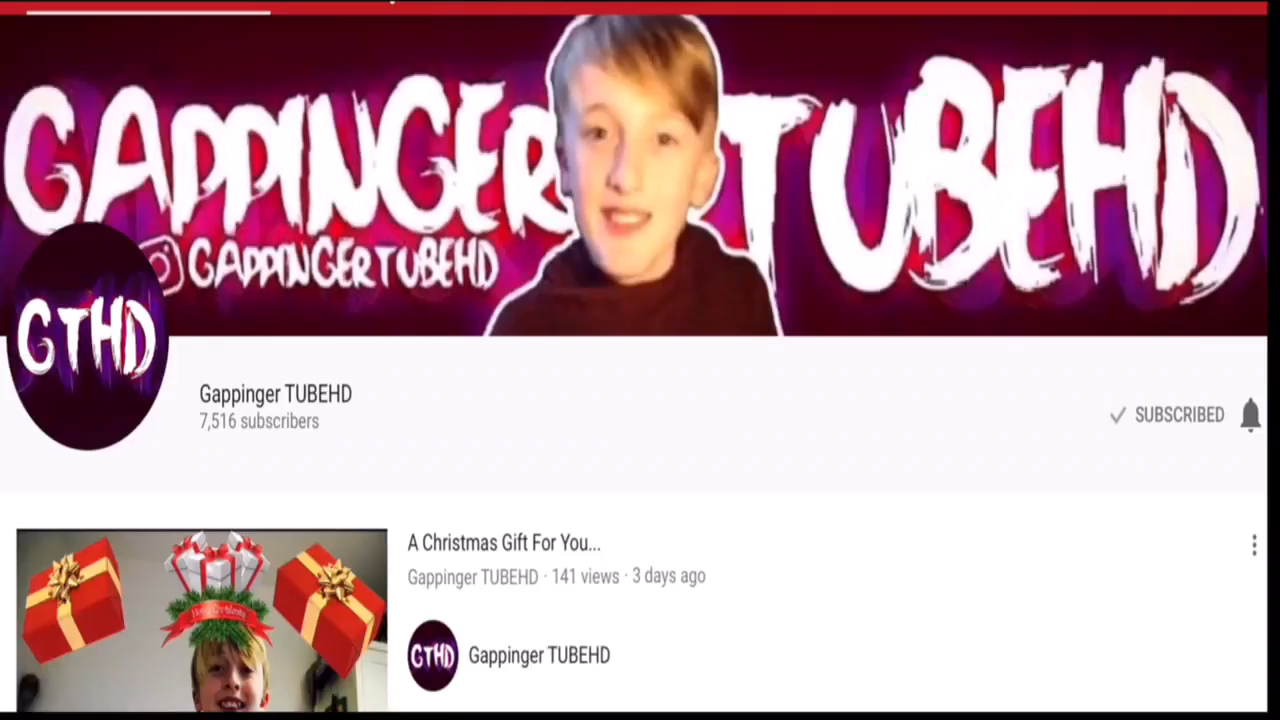 GAPPINGER TUBEHD
GAPPINGERTUBEHD
GTHD
Gappinger TUBEHD
7,516 subscribers
SUBSCRIBED
A Christmas Gift For You...
Gappinger TUBEHD · 141 views · 3 days ago
GTHD
Gappinger TUBEHD